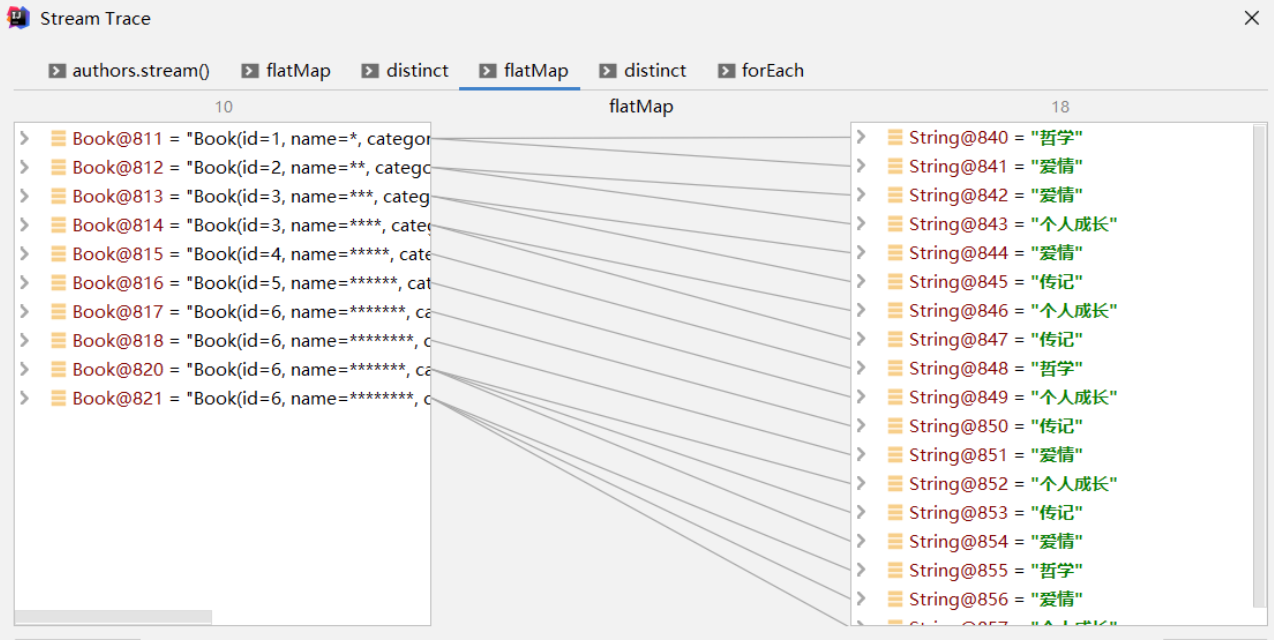 Stream Trace
authors.stream() flatMap distinct flatMap distinct forEach
10 flatMap 18
Book@811 = "Book(id=1, name=*, categor
Book@812 = "Book(id=2, name=**, catego
Book@813 = "Book(id=3, name=***, categ
Book@814 = "Book(id=3, name=****, categ
Book@815 = "Book(id=4, name=*****, cate
Book@816 = "Book(id=5, name=******, cat
Book@817 = "Book(id=6, name=*******, ca
Book@818 = "Book(id=6, name=********, c
Book@820 = "Book(id=6, name=*******, ca
Book@821 = "Book(id=6, name=********, c
String@840 = "哲学"
String@841 = "爱情"
String@842 = "爱情"
String@843 = "个人成长"
String@844 = "爱情"
String@845 = "传记"
String@846 = "个人成长"
String@847 = "传记"
String@848 = "哲学"
String@849 = "个人成长"
String@850 = "传记"
String@851 = "爱情"
String@852 = "个人成长"
String@853 = "传记"
String@854 = "爱情"
String@855 = "哲学"
String@856 = "爱情"
String@857 = "个人成长"